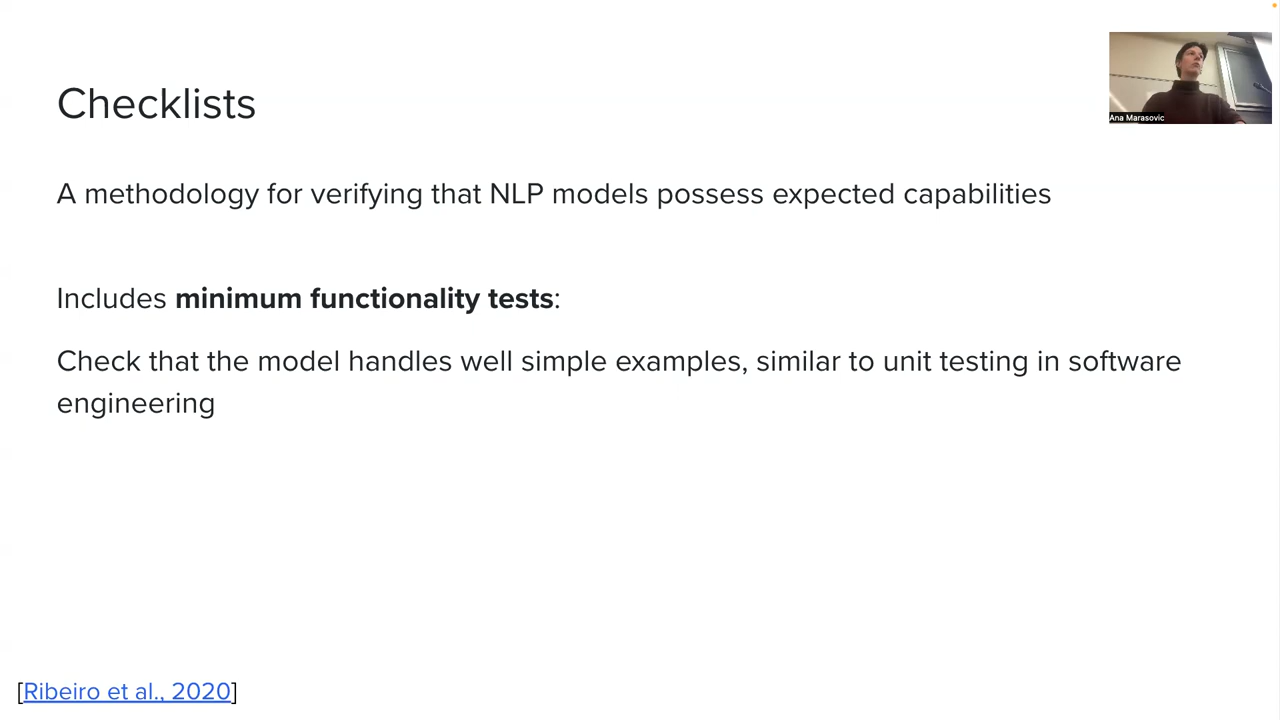 Checklists
Ana Marasovic
A methodology for verifying that NLP models possess expected capabilities
Includes minimum functionality tests:
Check that the model handles well simple examples, similar to unit testing in software
engineering
[Ribeiro et al., 2020]